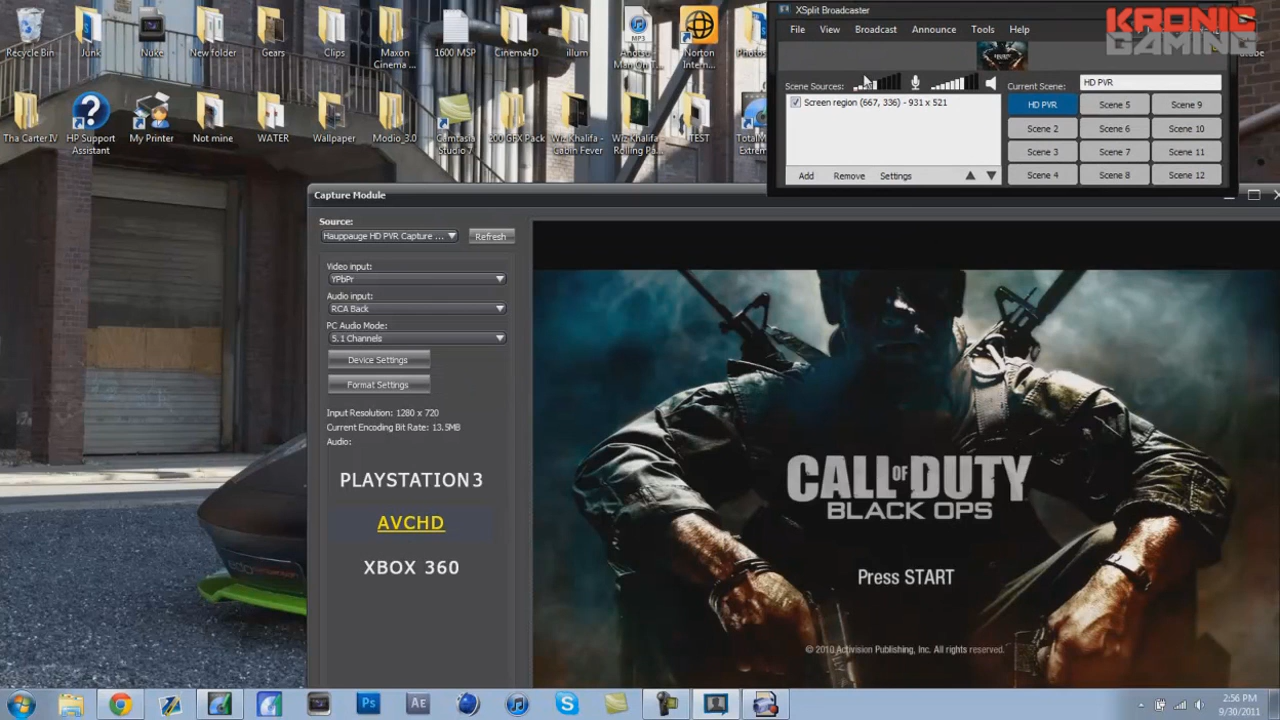 Recycle Bin
Junk
Nuke
New folder
Gears
Clips
Maxon Cinema ...
1600 MSP
Cinema4D
illum
Norton Intern...
XSplit Broadcaster
KRONIC GAMING
File View Broadcast Announce Tools Help
Scene Sources:
Current Scene:
HD PVR
Screen region (667, 336) - 931 x 521
HD PVR Scene 5 Scene 9
Scene 2 Scene 6 Scene 10
Scene 3 Scene 7 Scene 11
Scene 4 Scene 8 Scene 12
Add Remove Settings
Tha Carter IV
HP Support Assistant
My Printer
Not mine
WATER
Wallpaper
Modio_3.0
Camtasia Studio 7
200 GFX Pack
Wiz Khalifa - Cabin Fever
Wiz Khalifa - Rolling Pa...
TEST
Capture Module
Source:
Hauppauge HD PVR Capture ...
Refresh
Video input:
YPbPr
Audio input:
RCA Back
PC Audio Mode:
5.1 Channels
Device Settings
Format Settings
Input Resolution: 1280 x 720
Current Encoding Bit Rate: 13.5MB
Audio:
PLAYSTATION3
AVCHD
XBOX 360
CALL OF DUTY
BLACK OPS
Press START
© 2010 Activision Publishing, Inc. All rights reserved.
Ps
Ae
2:56 PM
9/30/2011